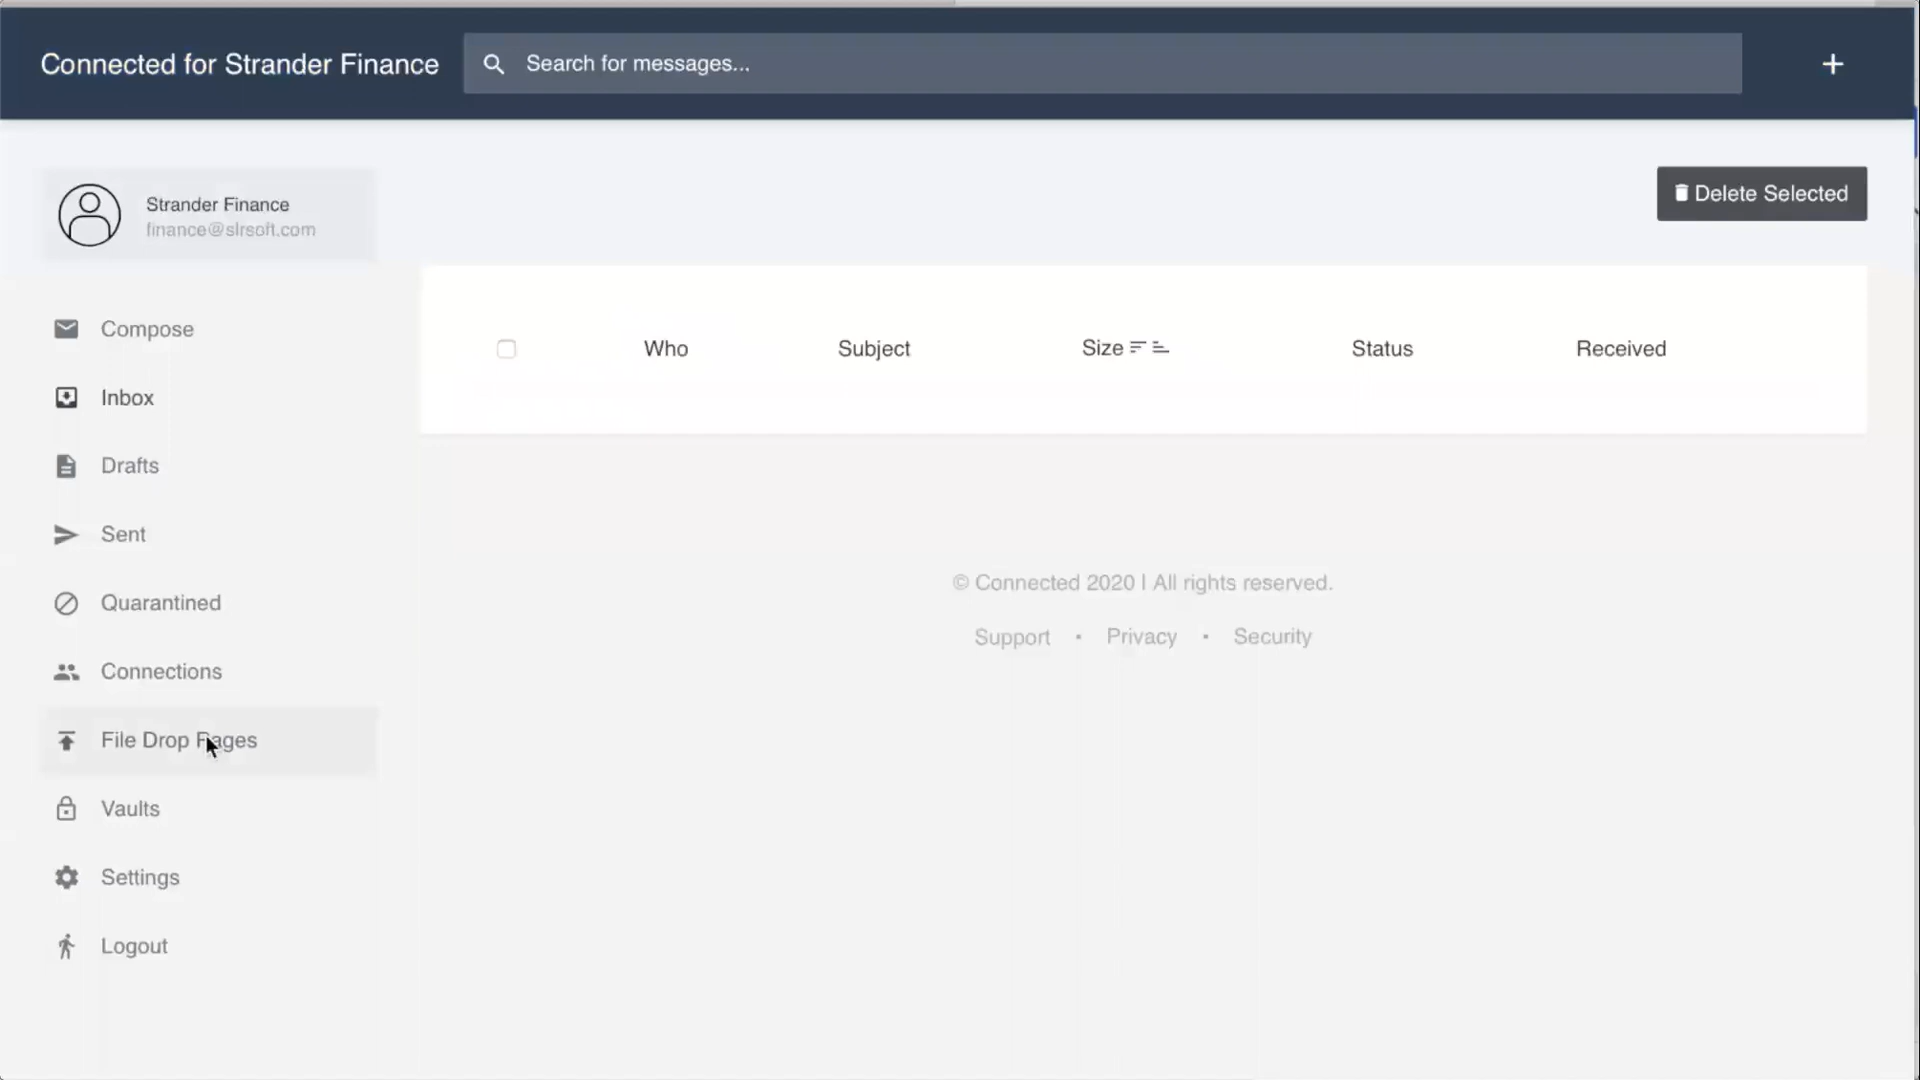 Connected for Strander Finance
Search for messages...
Strander Finance
finance@slrsoft.com
Delete Selected
Compose
Inbox
Drafts
Sent
Quarantined
Connections
File Drop Pages
Vaults
Settings
Logout
Who Subject Size Status Received
© Connected 2020 | All rights reserved.
Support • Privacy • Security